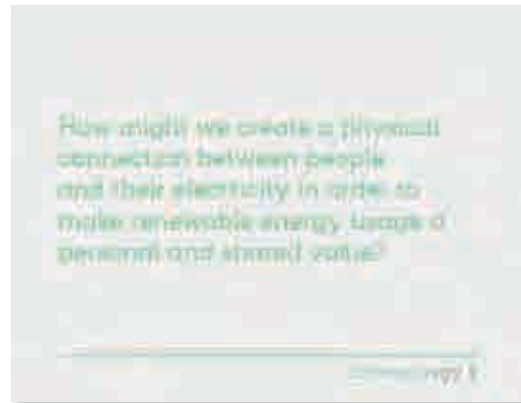 How might we create a physical
connection between people
and their electricity in order to
make renewable energy usage a
personal and shared value?